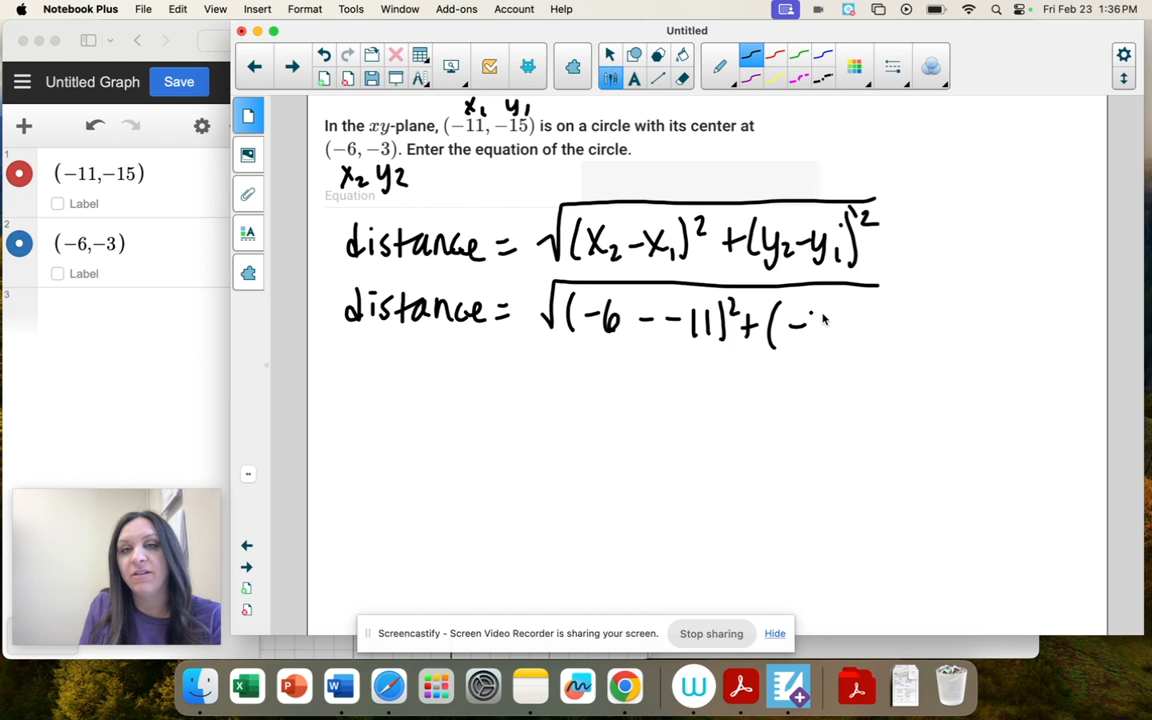 Notebook Plus File Edit View Insert Format Tools Window Add-ons Account Help Fri Feb 23 1:36 PM
Untitled
Untitled Graph Save
x₁ y₁
In the xy-plane, (−11, −15) is on a circle with its center at
(−6, −3). Enter the equation of the circle.
x₂ y₂
Equation
1
(−11,−15)
Label
2
(−6,−3)
Label
3
distance = √(x₂-x₁)² +(y₂-y₁)²
distance = √(-6 - -11)² + (-
Screencastify - Screen Video Recorder is sharing your screen. Stop sharing Hide